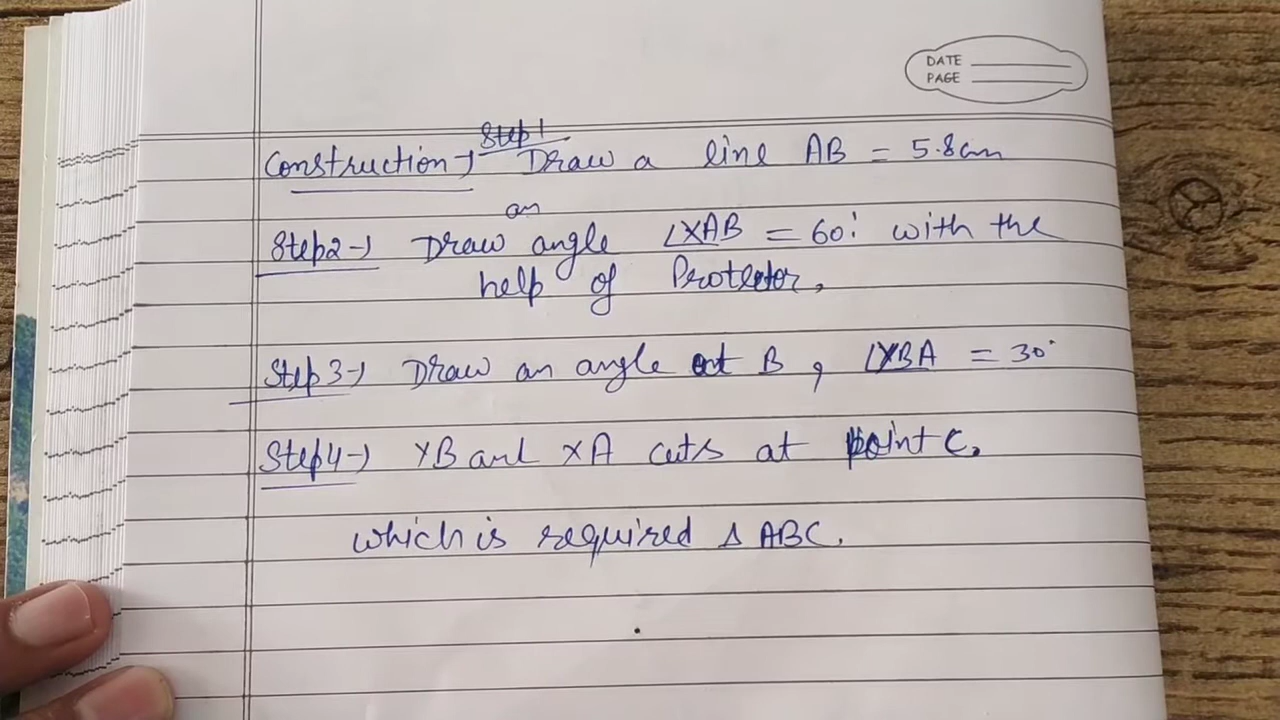 DATE
PAGE
Step 1
Construction → Draw a line AB = 5.8cm
an
Step2 → Draw angle ∠XAB = 60° with the
help of Protector,
Step 3 → Draw an angle at B, ∠YBA = 30°
Step4 → YB and XA cuts at point C.
which is required Δ ABC.